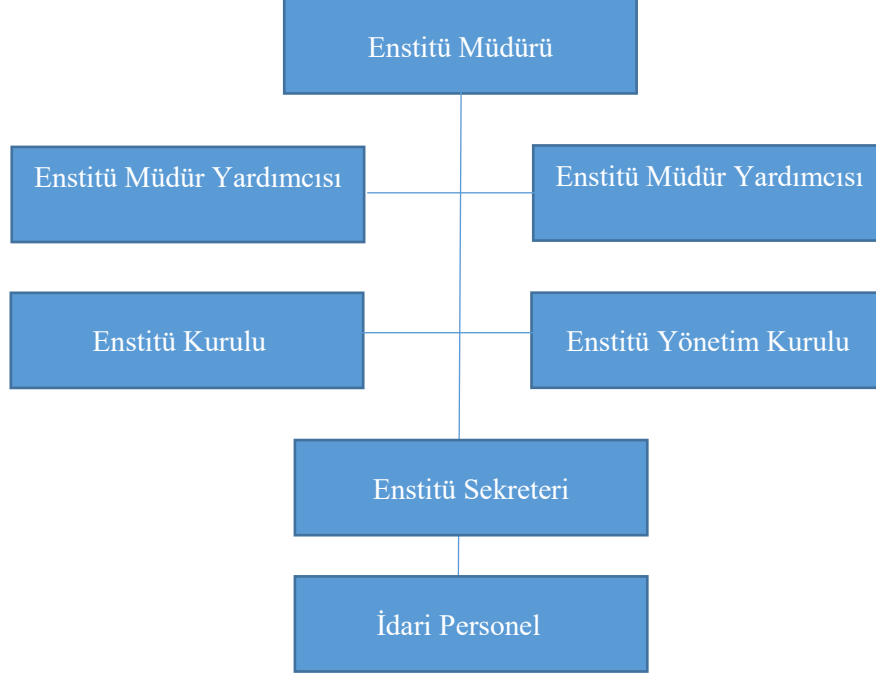 Enstitü Müdürü
Enstitü Müdür Yardımcısı
Enstitü Müdür Yardımcısı
Enstitü Kurulu
Enstitü Yönetim Kurulu
Enstitü Sekreteri
İdari Personel